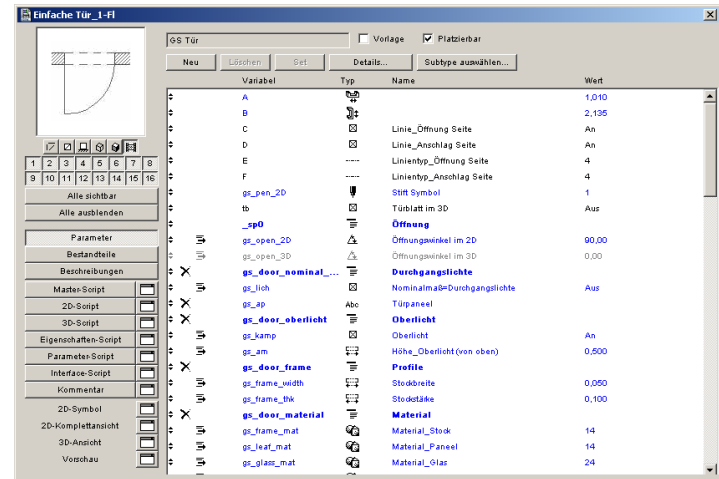 Einfache Tür_1-Fl
GS Tür
Vorlage
Platzierbar
Neu
Löschen
Set
Details...
Subtype auswählen...
Variabel Typ Name Wert
A 1,010
B 2,135
C Linie_Öffnung Seite An
D Linie_Anschlag Seite An
E Linientyp_Öffnung Seite 4
F Linientyp_Anschlag Seite 4
gs_pen_2D Stift Symbol 1
tb Türblatt im 3D Aus
_sp0 Öffnung
gs_open_2D Öffnungswinkel im 2D 90,00
gs_open_3D Öffnungswinkel im 3D 0,00
gs_door_nominal_... Durchgangslichte
gs_lich Nominalmaß=Durchgangslichte Aus
gs_ap Abc Türpaneel
gs_door_oberlicht Oberlicht
gs_kamp Oberlicht An
gs_am Höhe_Oberlicht(von oben) 0,500
gs_door_frame Profile
gs_frame_width Stockbreite 0,050
gs_frame_thk Stockstärke 0,100
gs_door_material Material
gs_frame_mat Material_Stock 14
gs_leaf_mat Material_Paneel 14
gs_glass_mat Material_Glas 24
1 2 3 4 5 6 7 8
9 10 11 12 13 14 15 16
Alle sichtbar
Alle ausblenden
Parameter
Bestandteile
Beschreibungen
Master-Script
2D-Script
3D-Script
Eigenschaften-Script
Parameter-Script
Interface-Script
Kommentar
2D-Symbol
2D-Komplettansicht
3D-Ansicht
Vorschau